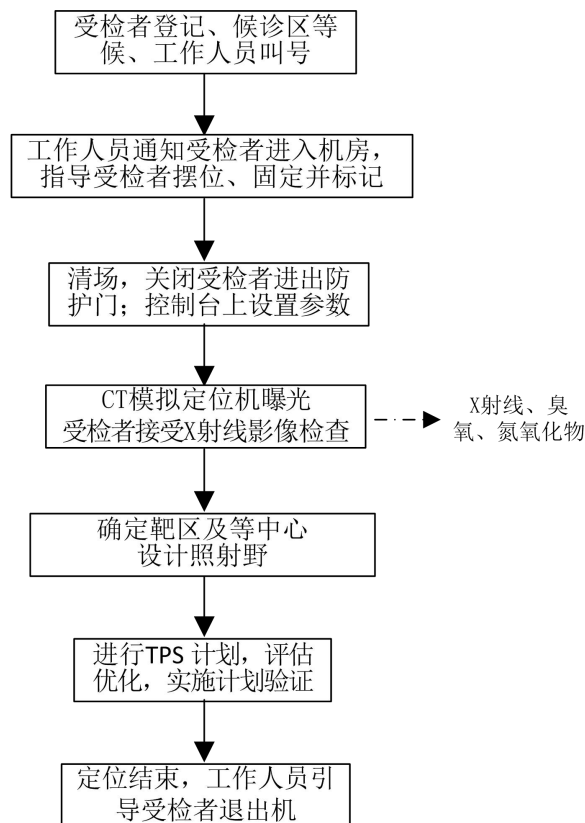 受检者登记、候诊区等
候、工作人员叫号
工作人员通知受检者进入机房，
指导受检者摆位、固定并标记
清场，关闭受检者进出防
护门；控制台上设置参数
CT模拟定位机曝光
受检者接受X射线影像检查
X射线、臭
氧、氮氧化物
确定靶区及等中心
设计照射野
进行TPS 计划，评估
优化，实施计划验证
定位结束，工作人员引
导受检者退出机